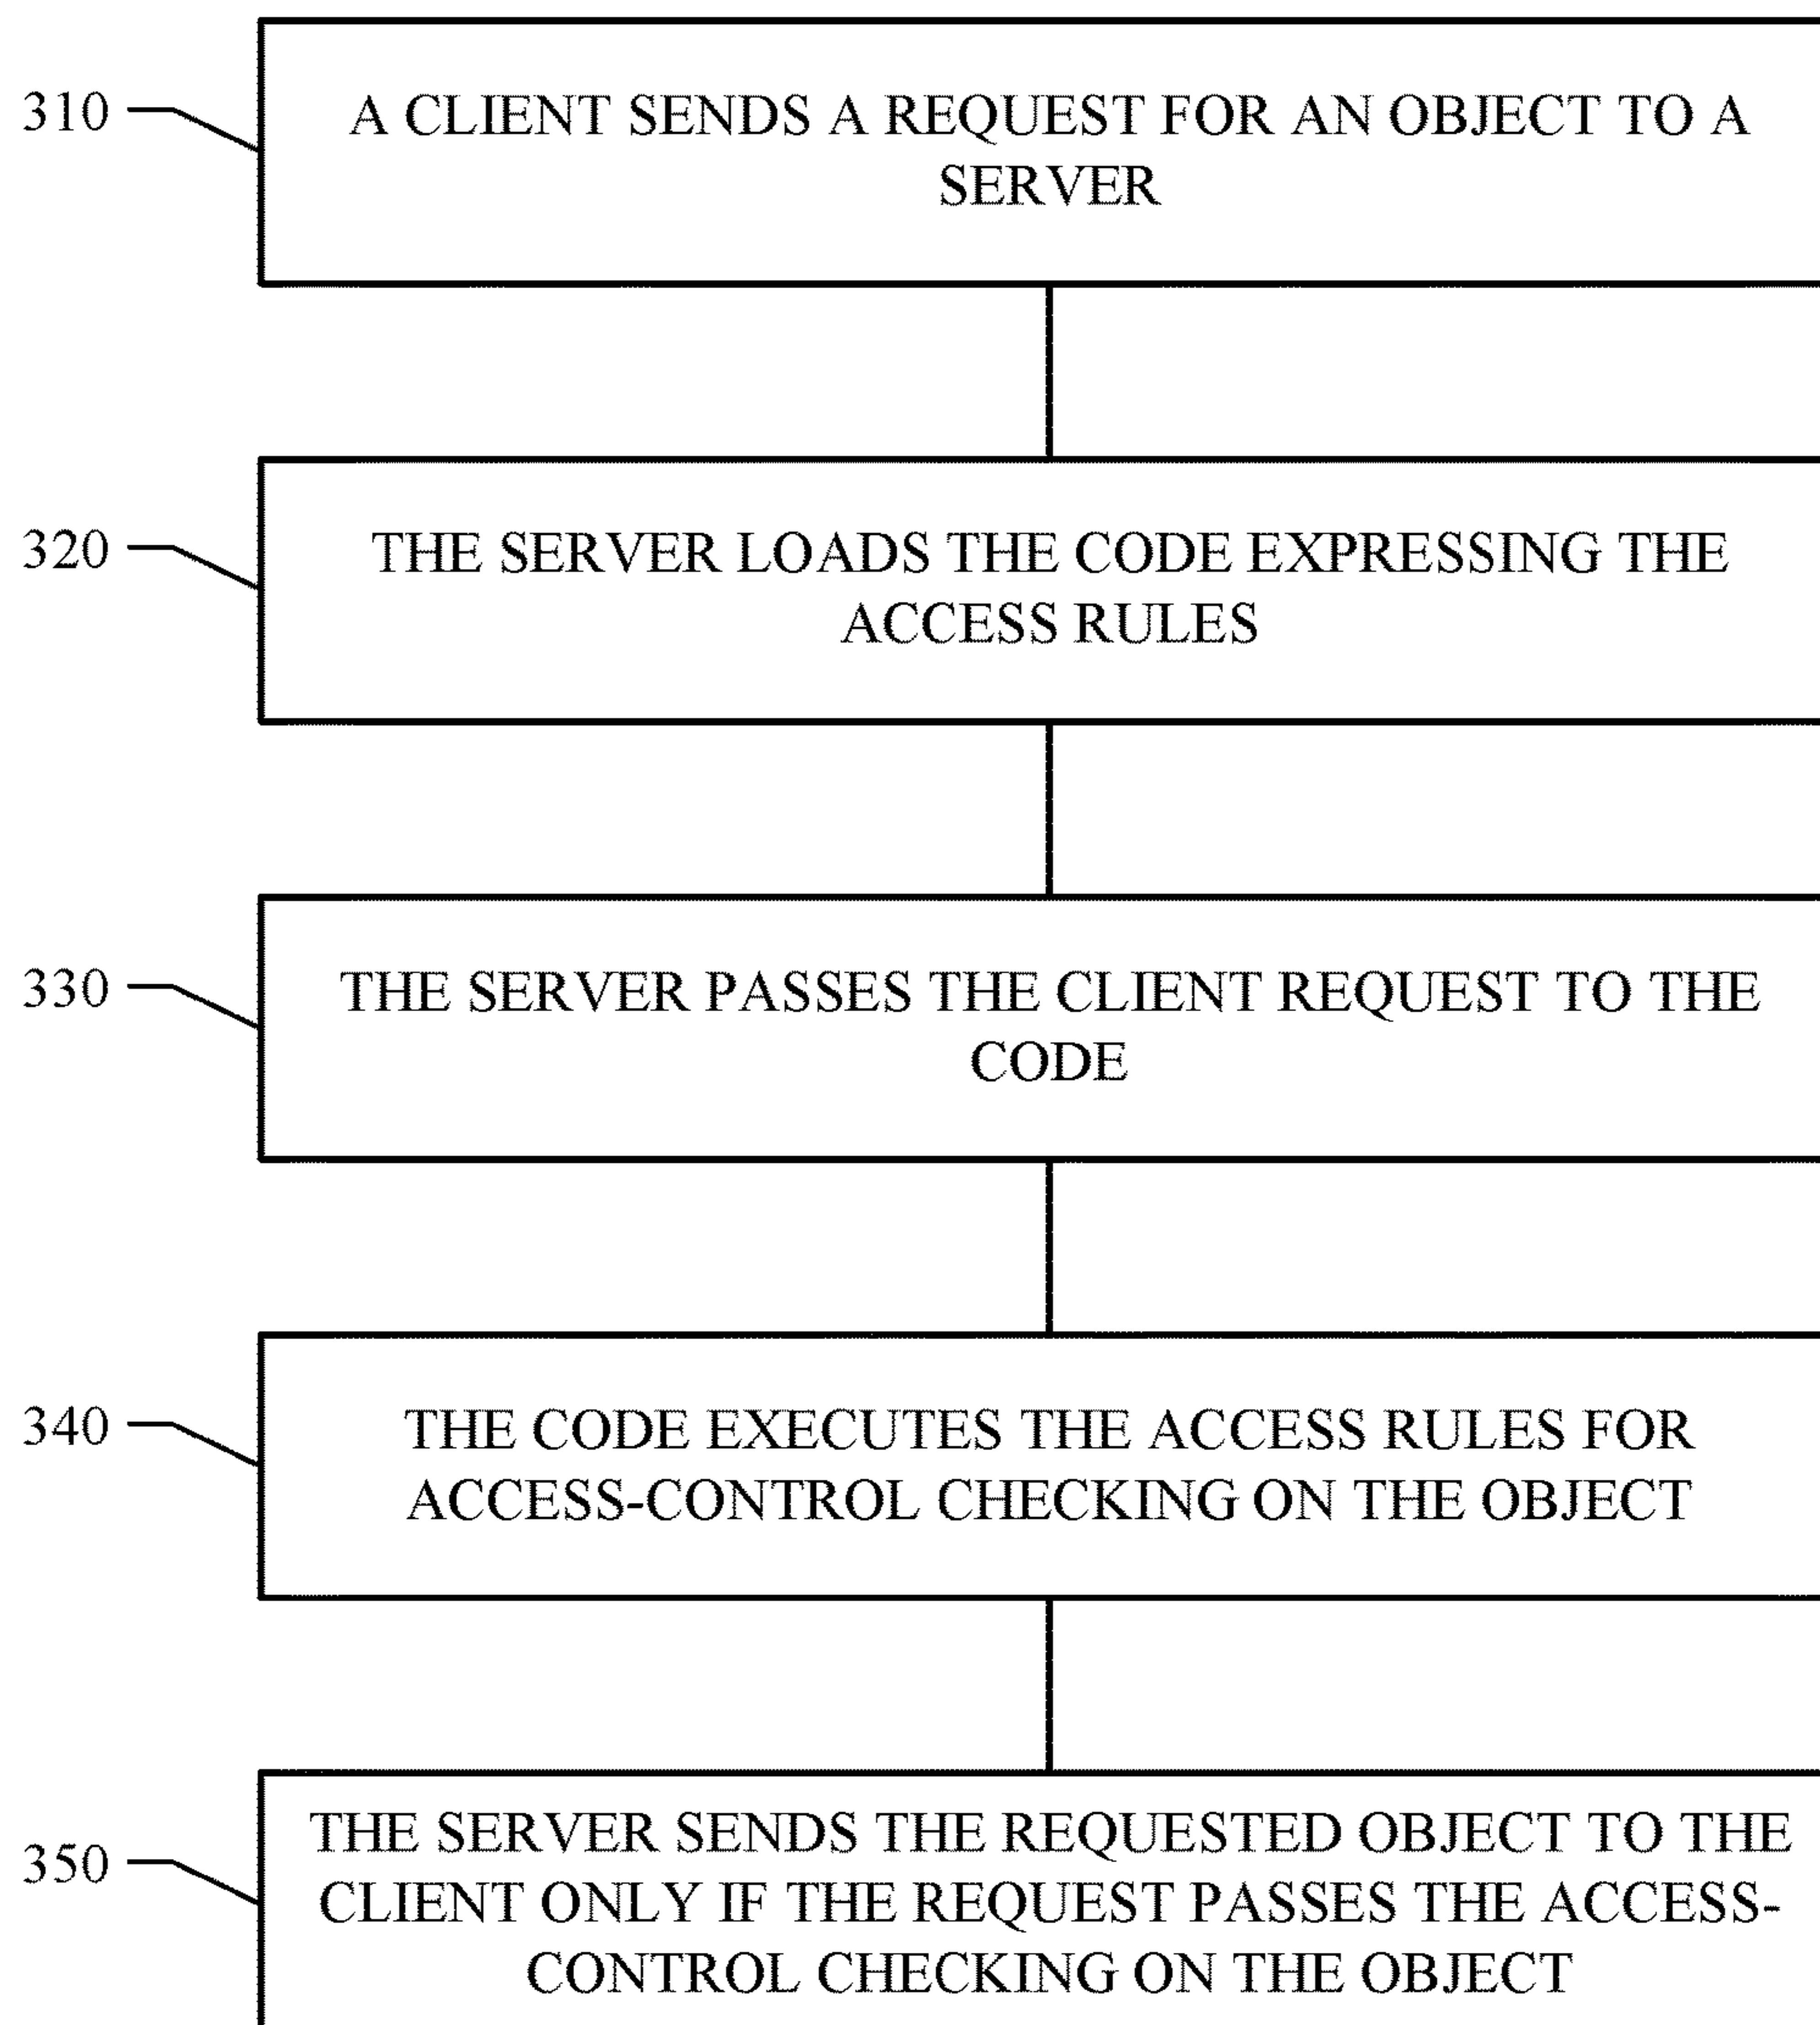 310
A CLIENT SENDS A REQUEST FOR AN OBJECT TO A
SERVER
320
THE SERVER LOADS THE CODE EXPRESSING THE
ACCESS RULES
330
THE SERVER PASSES THE CLIENT REQUEST TO THE
CODE
340
THE CODE EXECUTES THE ACCESS RULES FOR
ACCESS-CONTROL CHECKING ON THE OBJECT
350
THE SERVER SENDS THE REQUESTED OBJECT TO THE
CLIENT ONLY IF THE REQUEST PASSES THE ACCESS-
CONTROL CHECKING ON THE OBJECT